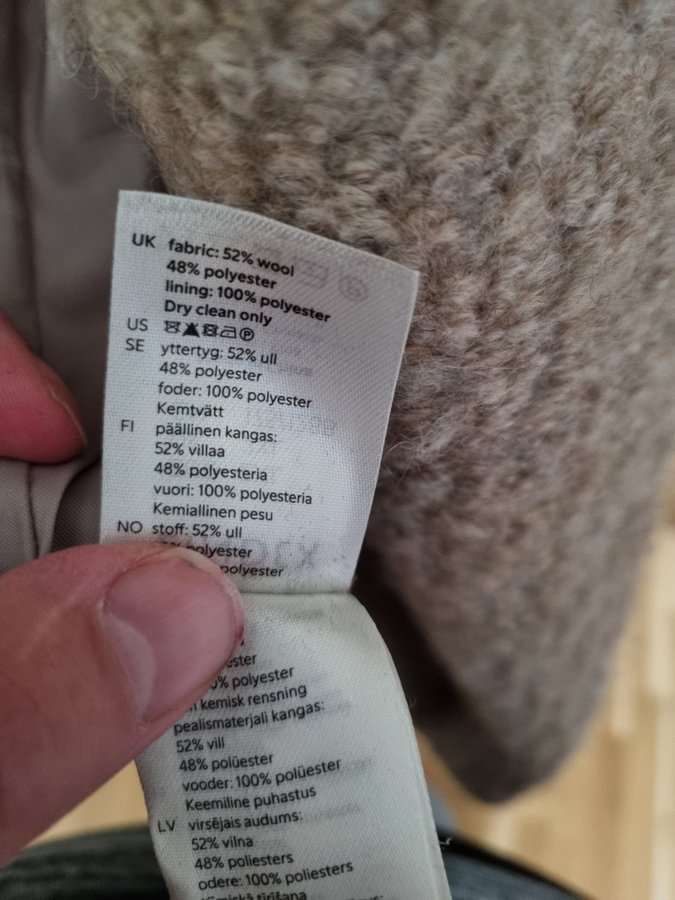 UK fabric: 52% wool
48% polyester
lining: 100% polyester
Dry clean only
US
SE yttertyg: 52% ull
48% polyester
foder: 100% polyester
Kemtvätt
FI päällinen kangas:
52% villaa
48% polyesteria
vuori: 100% polyesteria
Kemiallinen pesu
NO stoff: 52% ull
polyester
polyester
% polyester
kemisk rensning
pealismaterjali kangas:
52% vill
48% polüester
vooder: 100% polüester
Keemiline puhastus
LV virsējais audums:
52% vilna
48% poliesters
odere: 100% poliesters